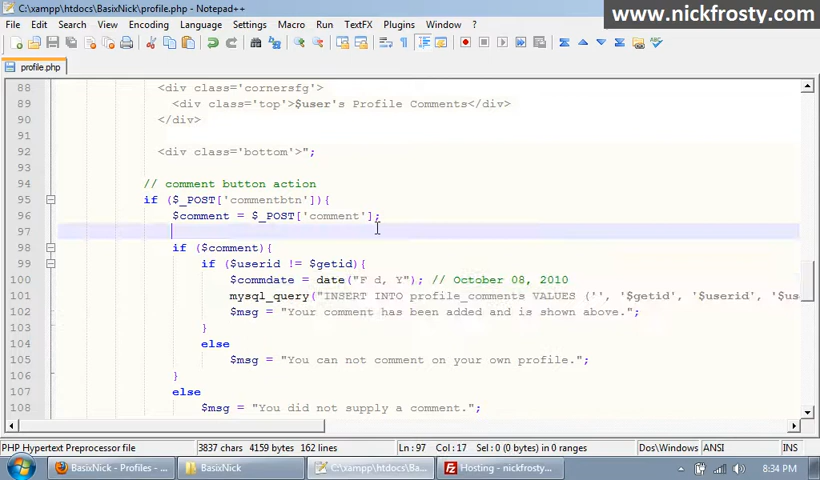 C:\xampp\htdocs\BasixNick\profile.php - Notepad++
www.nickfrosty.com
File Edit Search View Encoding Language Settings Macro Run TextFX Plugins Window ?
profile.php
88 <div class='cornersfg'>
89 <div class='top'>$user's Profile Comments</div>
90 </div>
91
92 <div class='bottom'>";
93
94 // comment button action
95 if ($_POST['commentbtn']){
96 $comment = $_POST['comment'];
97
98 if ($comment){
99 if ($userid != $getid){
100 $commdate = date("F d, Y"); // October 08, 2010
101 mysql_query("INSERT INTO profile_comments VALUES ('', '$getid', '$userid', '$us
102 $msg = "Your comment has been added and is shown above.";
103 }
104 else
105 $msg = "You can not comment on your own profile.";
106 }
107 else
108 $msg = "You did not supply a comment.";
PHP Hypertext Preprocessor file 3837 chars 4159 bytes 162 lines Ln : 97 Col : 17 Sel : 0 (0 bytes) in 0 ranges Dos\Windows ANSI INS
BasixNick - Profiles - ... BasixNick C:\xampp\htdocs\Ba... Hosting - nickfrosty.... 8:34 PM